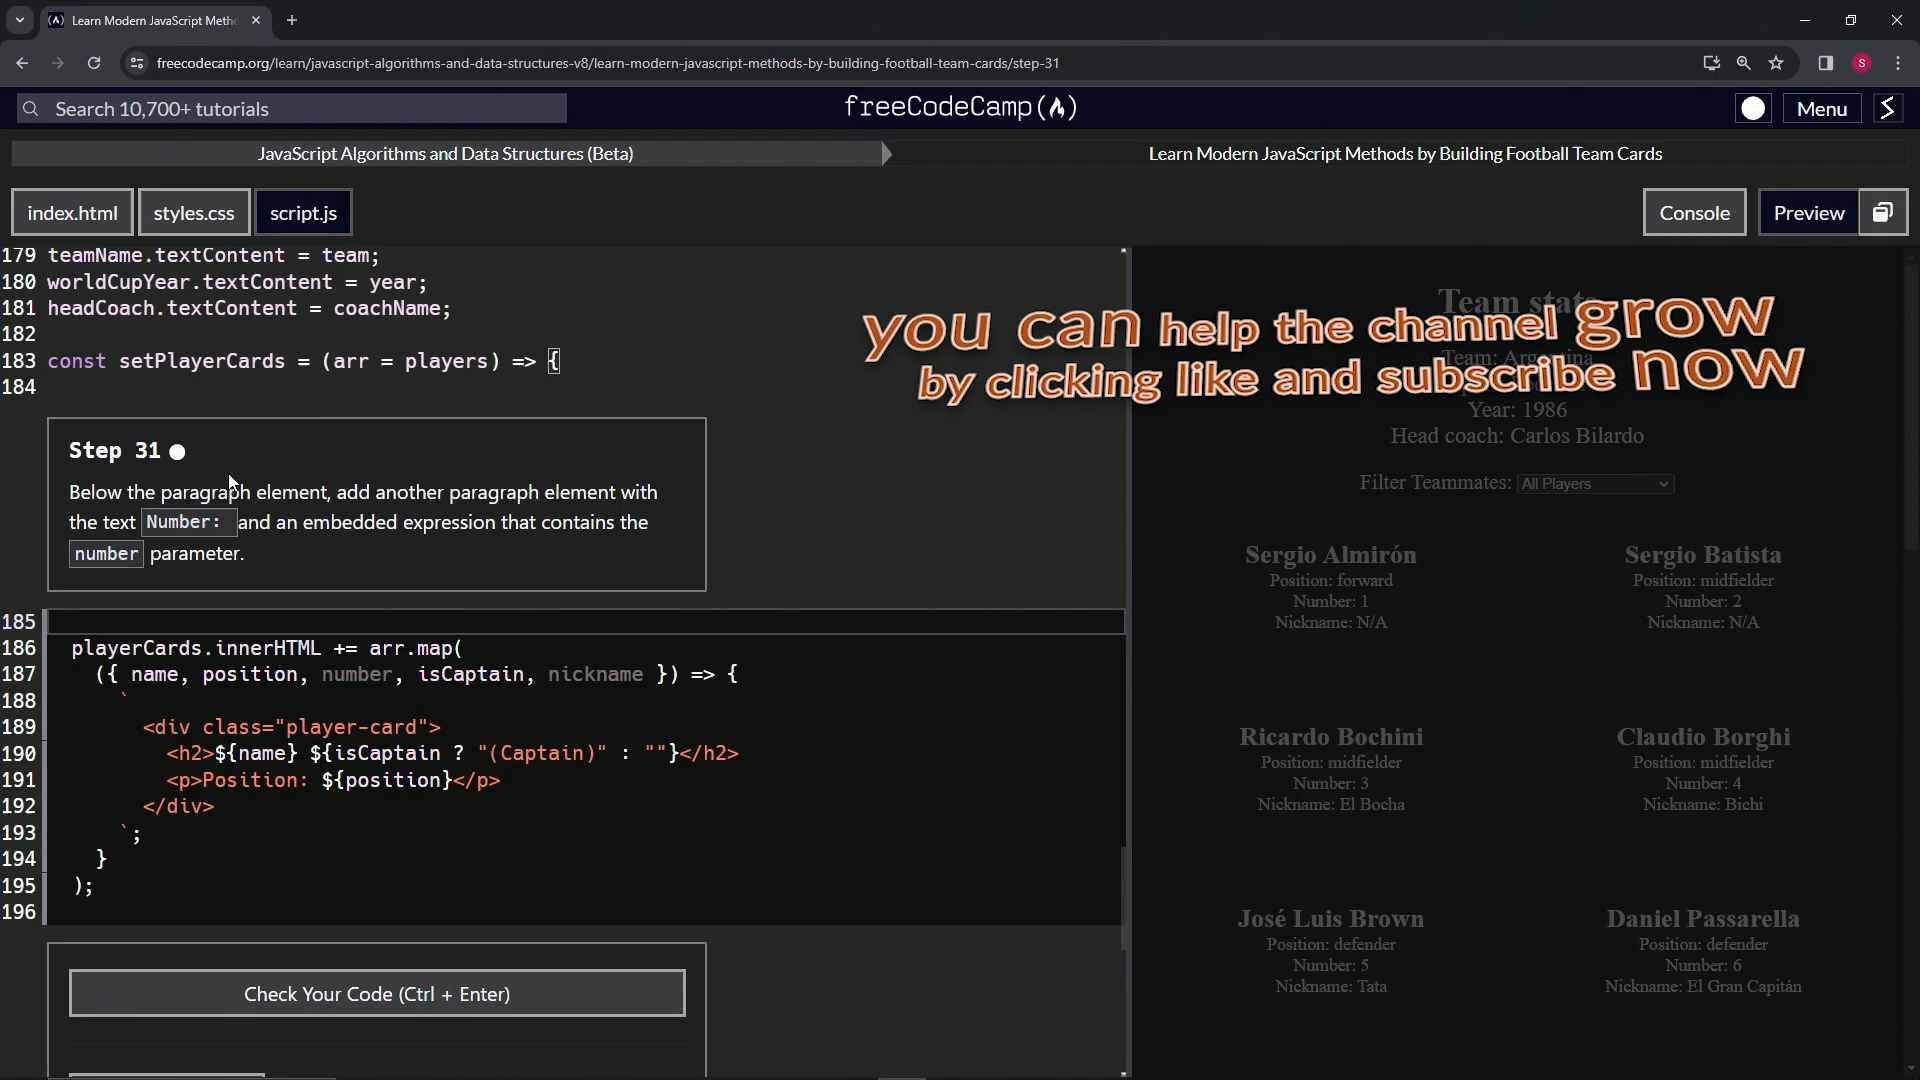 Learn Modern JavaScript Meth
freecodecamp.org/learn/javascript-algorithms-and-data-structures-v8/learn-modern-javascript-methods-by-building-football-team-cards/step-31
S
Search 10,700+ tutorials
freeCodeCamp(🔥)
Menu
JavaScript Algorithms and Data Structures (Beta)
Learn Modern JavaScript Methods by Building Football Team Cards
index.html
styles.css
script.js
Console
Preview
179 teamName.textContent = team;
180 worldCupYear.textContent = year;
181 headCoach.textContent = coachName;
182
183 const setPlayerCards = (arr = players) => {
184
Step 31
Below the paragraph element, add another paragraph element with
the text Number: and an embedded expression that contains the
number parameter.
185
186 playerCards.innerHTML += arr.map(
187 ({ name, position, number, isCaptain, nickname }) => {
188 `
189 <div class="player-card">
190 <h2>${name} ${isCaptain ? "(Captain)" : ""}</h2>
191 <p>Position: ${position}</p>
192 </div>
193 `;
194 }
195 );
196
Check Your Code (Ctrl + Enter)
you can help the channel grow
by clicking like and subscribe now
Team stats
Team: Argentina
Year: 1986
Head coach: Carlos Bilardo
Filter Teammates: All Players
Sergio Almirón
Position: forward
Number: 1
Nickname: N/A
Sergio Batista
Position: midfielder
Number: 2
Nickname: N/A
Ricardo Bochini
Position: midfielder
Number: 3
Nickname: El Bocha
Claudio Borghi
Position: midfielder
Number: 4
Nickname: Bichi
José Luis Brown
Position: defender
Number: 5
Nickname: Tata
Daniel Passarella
Position: defender
Number: 6
Nickname: El Gran Capitán